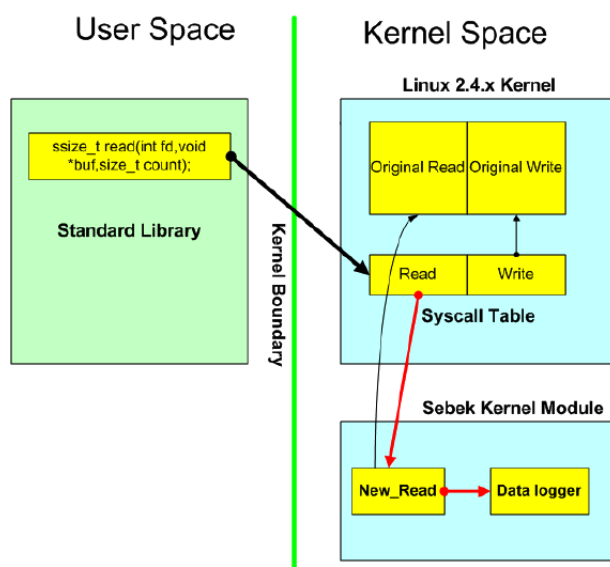 User Space
Kernel Space
Linux 2.4.x Kernel
ssize_t read(int fd,void
*buf,size_t count);
Standard Library
Kernel Boundary
Original Read
Original Write
Read
Write
Syscall Table
Sebek Kernel Module
New_Read
Data logger